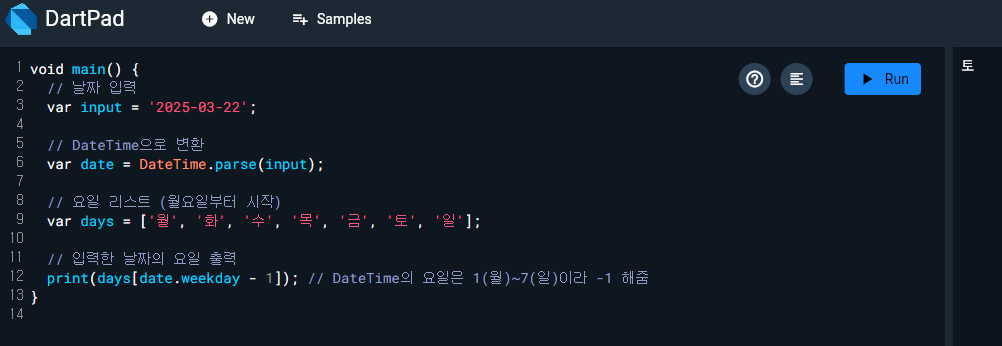 DartPad
New
Samples
1 void main() {
2 // 날짜 입력
3 var input = '2025-03-22';
4
5 // DateTime으로 변환
6 var date = DateTime.parse(input);
7
8 // 요일 리스트 (월요일부터 시작)
9 var days = ['월', '화', '수', '목', '금', '토', '일'];
10
11 // 입력한 날짜의 요일 출력
12 print(days[date.weekday - 1]); // DateTime의 요일은 1(월)~7(일)이라 -1 해줌
13 }
14
Run
토